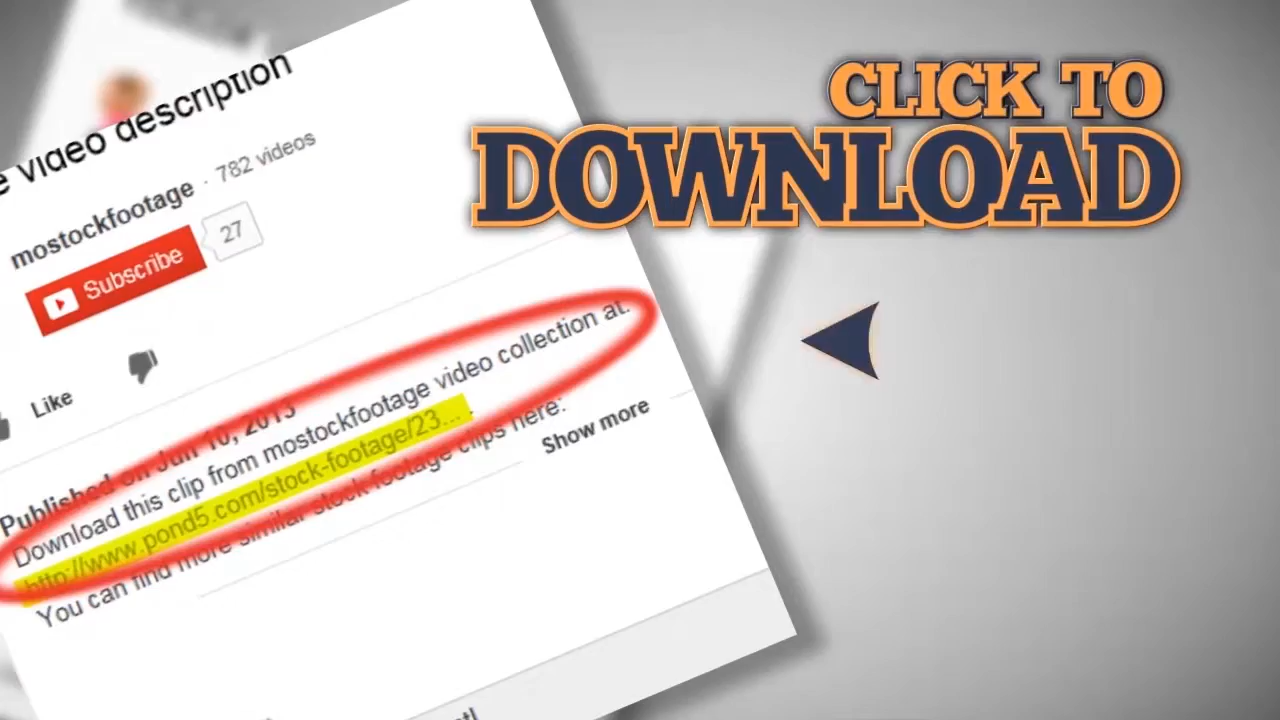 CLICK TO
DOWNLOAD
video description
mostockfootage · 782 videos
Subscribe
27
Like
Published on Jun 10, 2013
Download this clip from mostockfootage video collection at:
http://www.pond5.com/stock-footage/23... .
You can find more similar stock footage clips here:
Show more